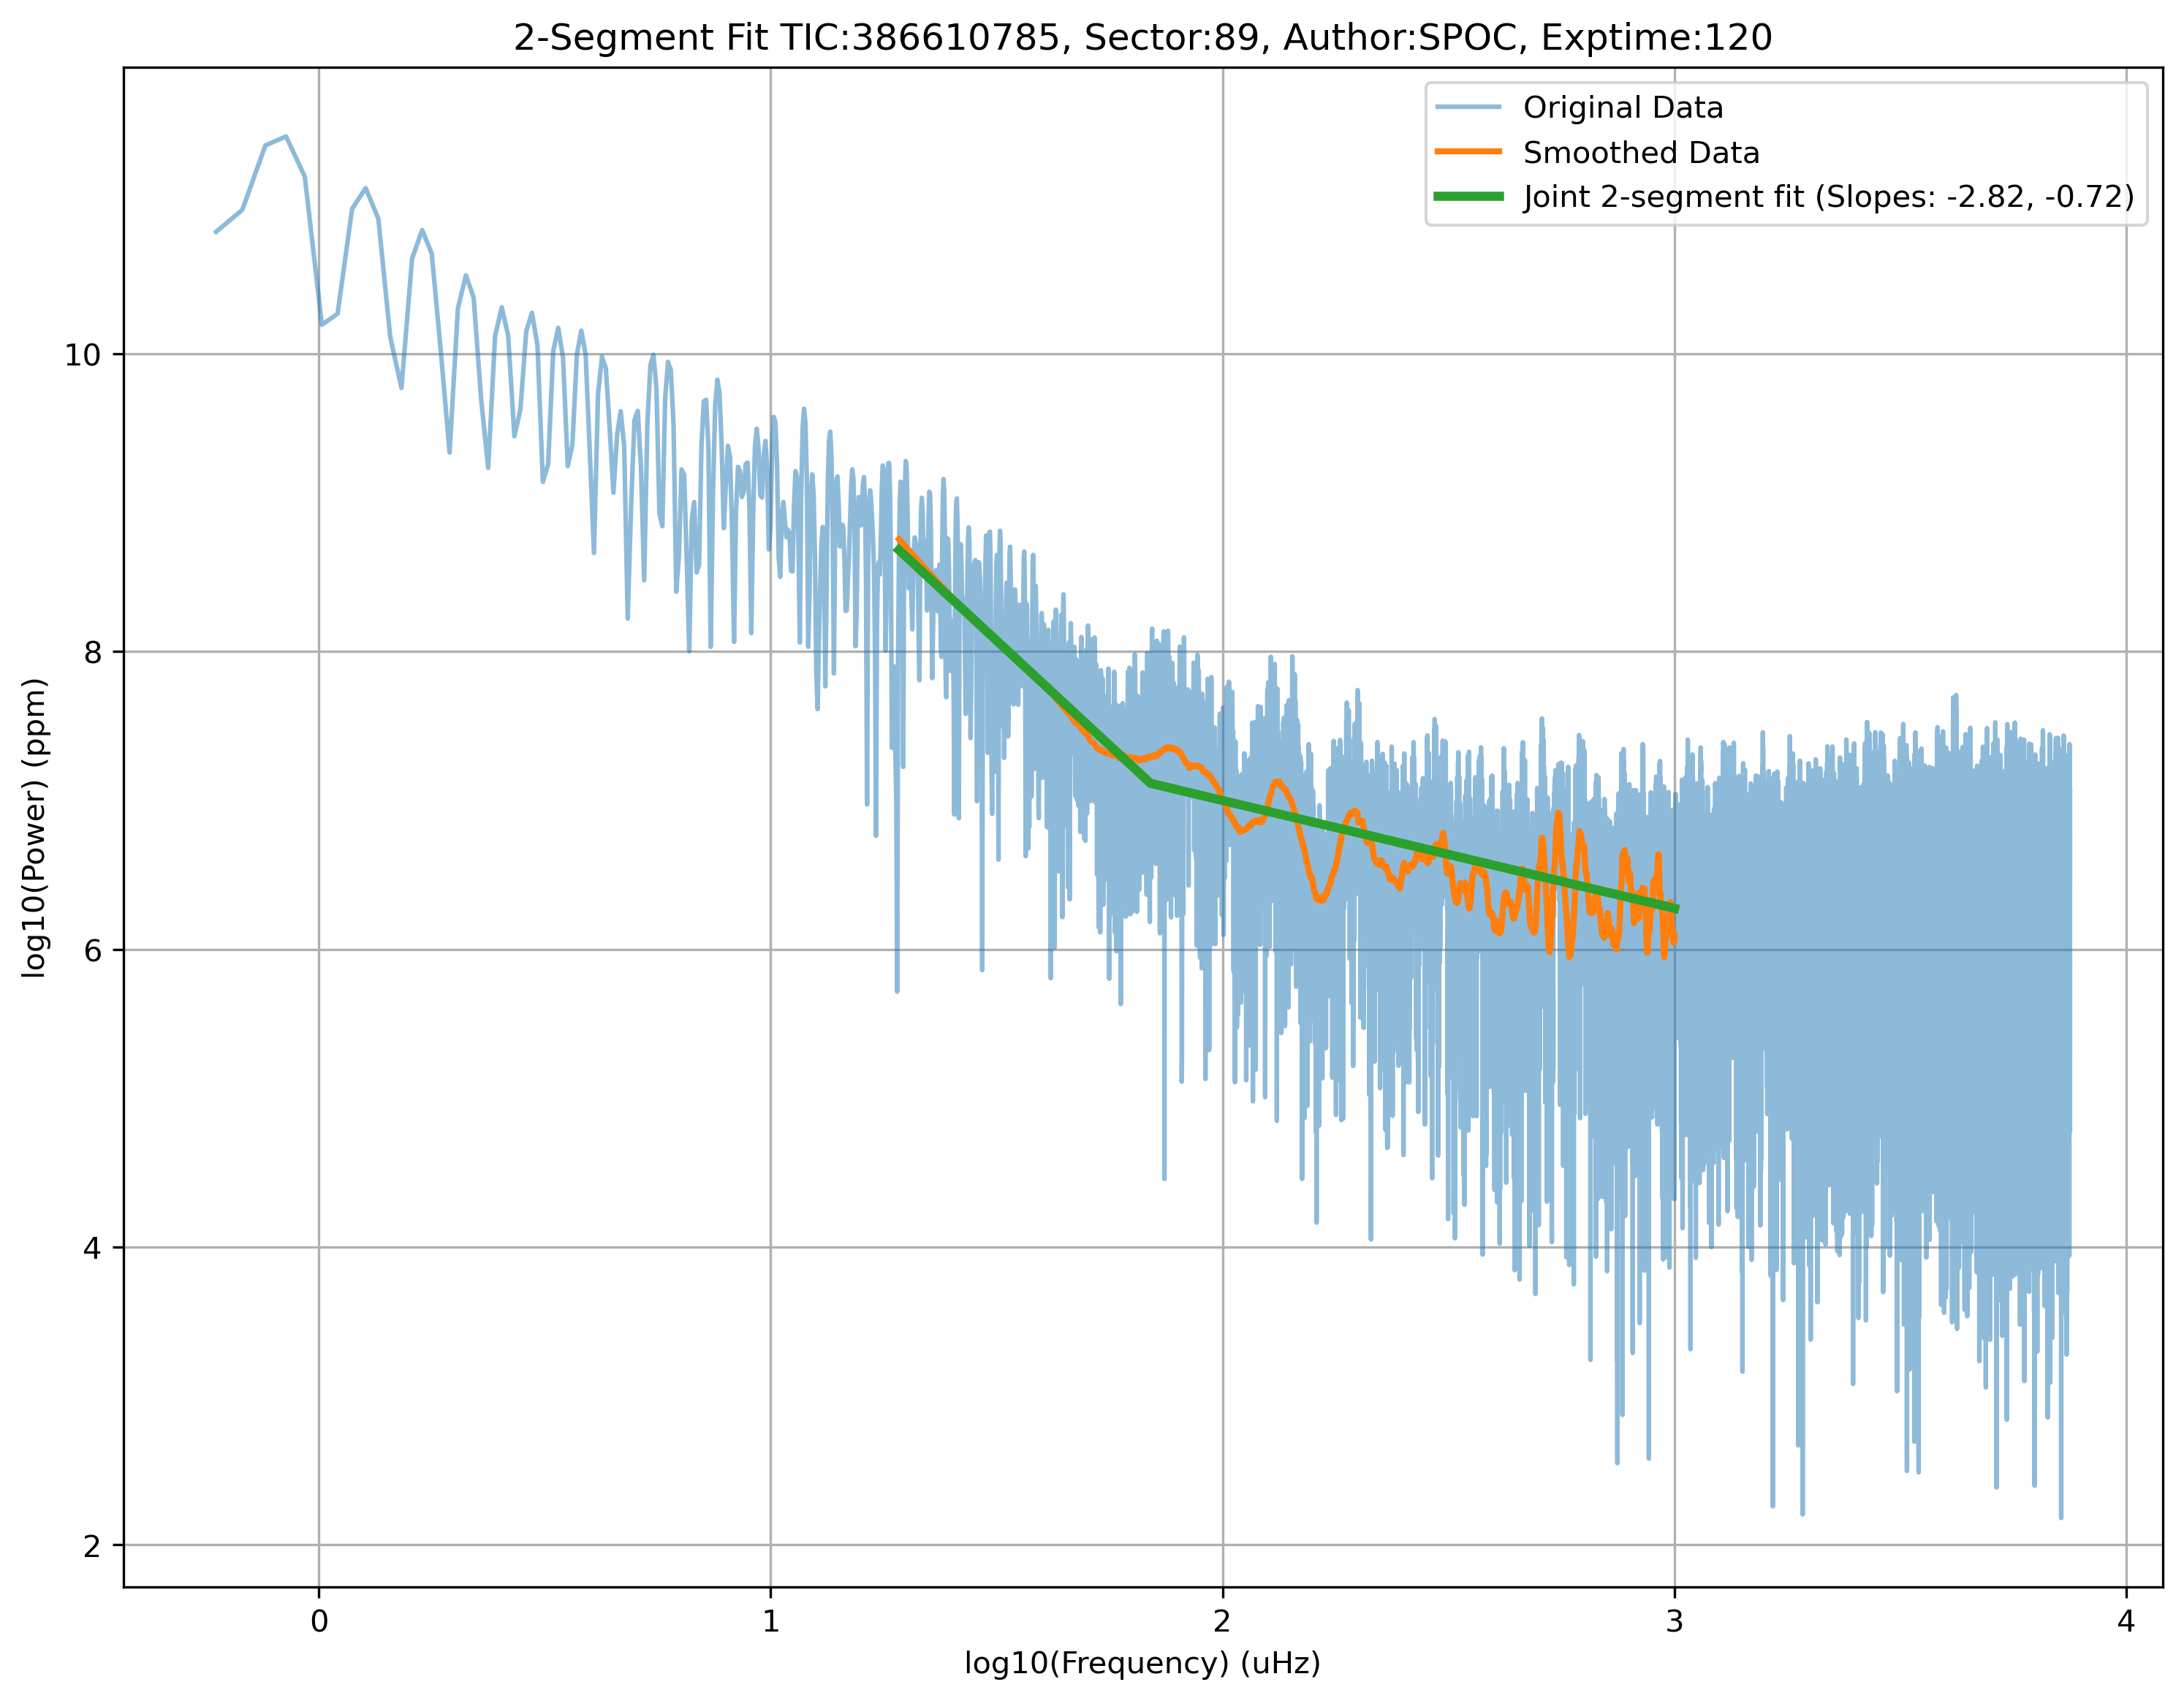 2-Segment Fit TIC:386610785, Sector:89, Author:SPOC, Exptime:120
Original Data
Smoothed Data
Joint 2-segment fit (Slopes: -2.82, -0.72)
log10(Power) (ppm)
10
8
6
4
2
0 1 2 3 4
log10(Frequency) (uHz)